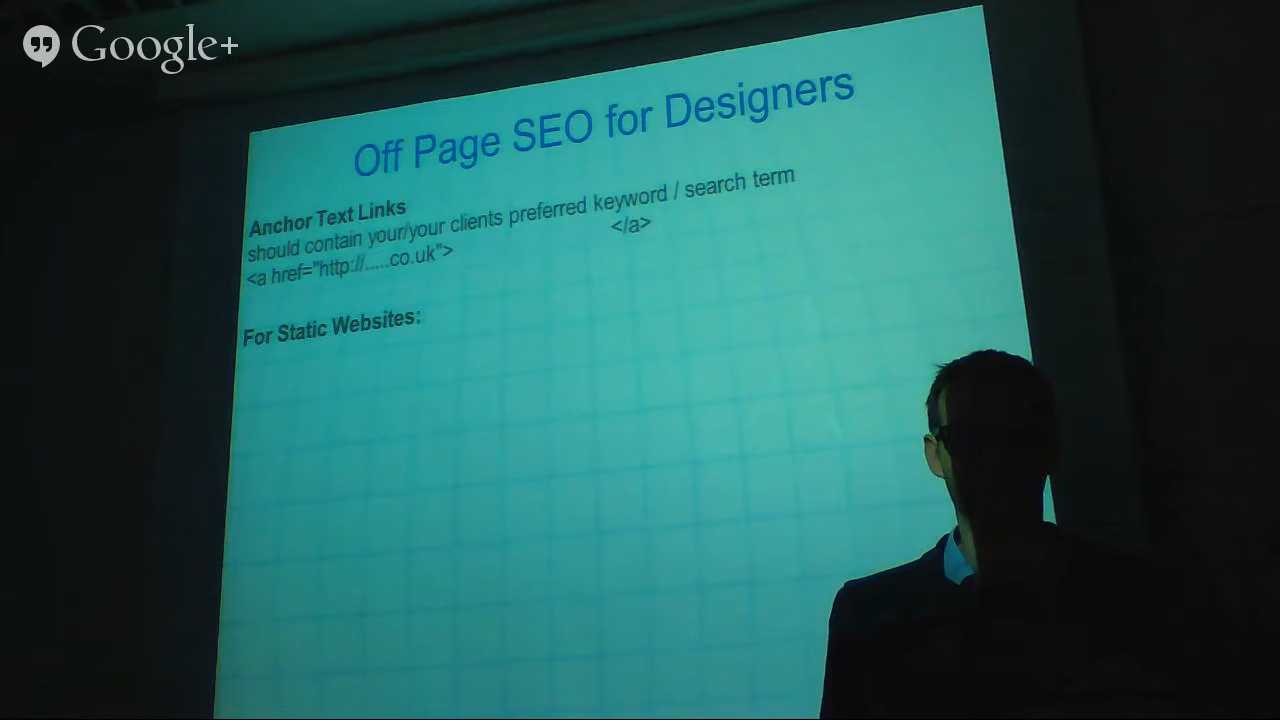 Google+
Off Page SEO for Designers
Anchor Text Links
should contain your/your clients preferred keyword / search term
<a href="http://.....co.uk"> </a>
For Static Websites: